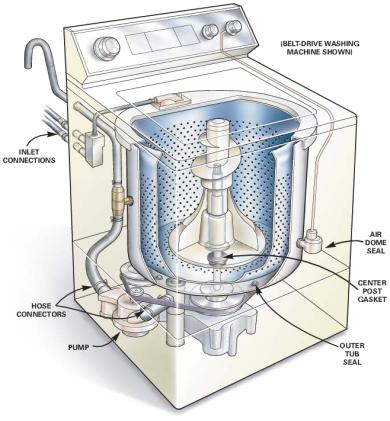 (BELT-DRIVE WASHING
MACHINE SHOWN)
INLET
CONNECTIONS
AIR
DOME
SEAL
CENTER
POST
GASKET
HOSE
CONNECTORS
PUMP
OUTER
TUB
SEAL